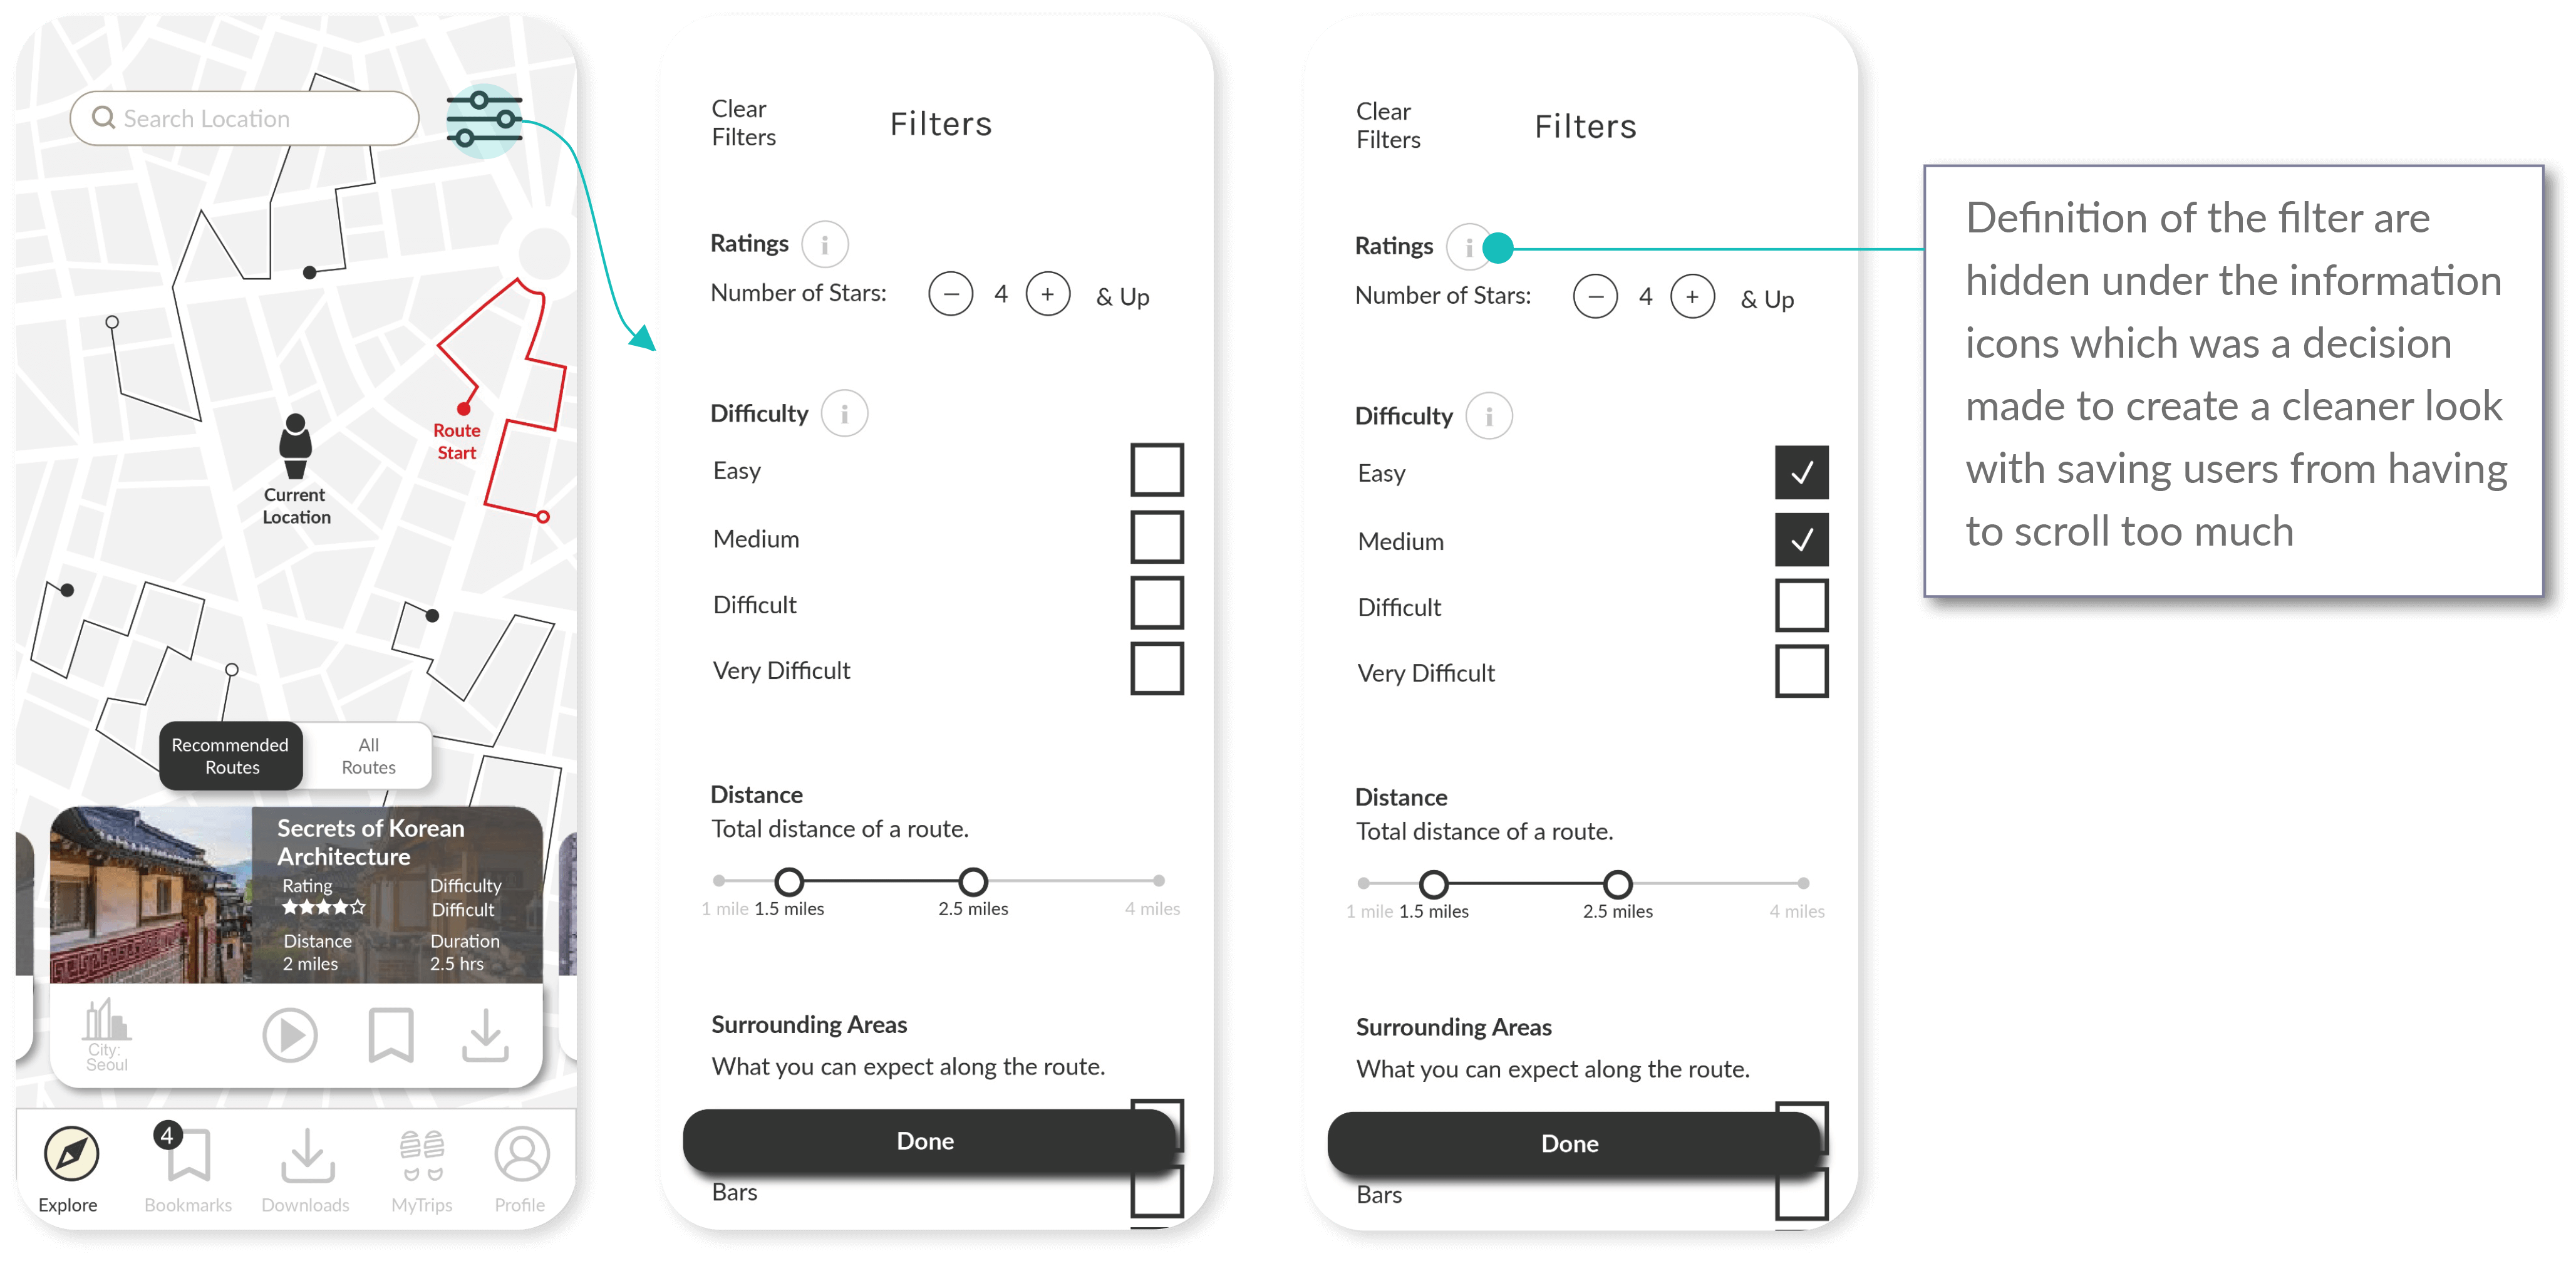 Search Location
Route
Start
Current
Location
Recommended
Routes
All
Routes
Secrets of Korean
Architecture
Rating
Difficulty
Difficult
Distance
2 miles
Duration
2.5 hrs
City:
Seoul
4
Explore
Bookmarks
Downloads
MyTrips
Profile
Clear
Filters
Filters
Ratings i
Number of Stars: − 4 + & Up
Difficulty i
Easy
Medium
Difficult
Very Difficult
Distance
Total distance of a route.
1 mile 1.5 miles 2.5 miles 4 miles
Surrounding Areas
What you can expect along the route.
Done
Bars
Clear
Filters
Filters
Ratings i
Number of Stars: − 4 + & Up
Difficulty i
Easy
Medium
Difficult
Very Difficult
Distance
Total distance of a route.
1 mile 1.5 miles 2.5 miles 4 miles
Surrounding Areas
What you can expect along the route.
Done
Bars
Definition of the filter are
hidden under the information
icons which was a decision
made to create a cleaner look
with saving users from having
to scroll too much